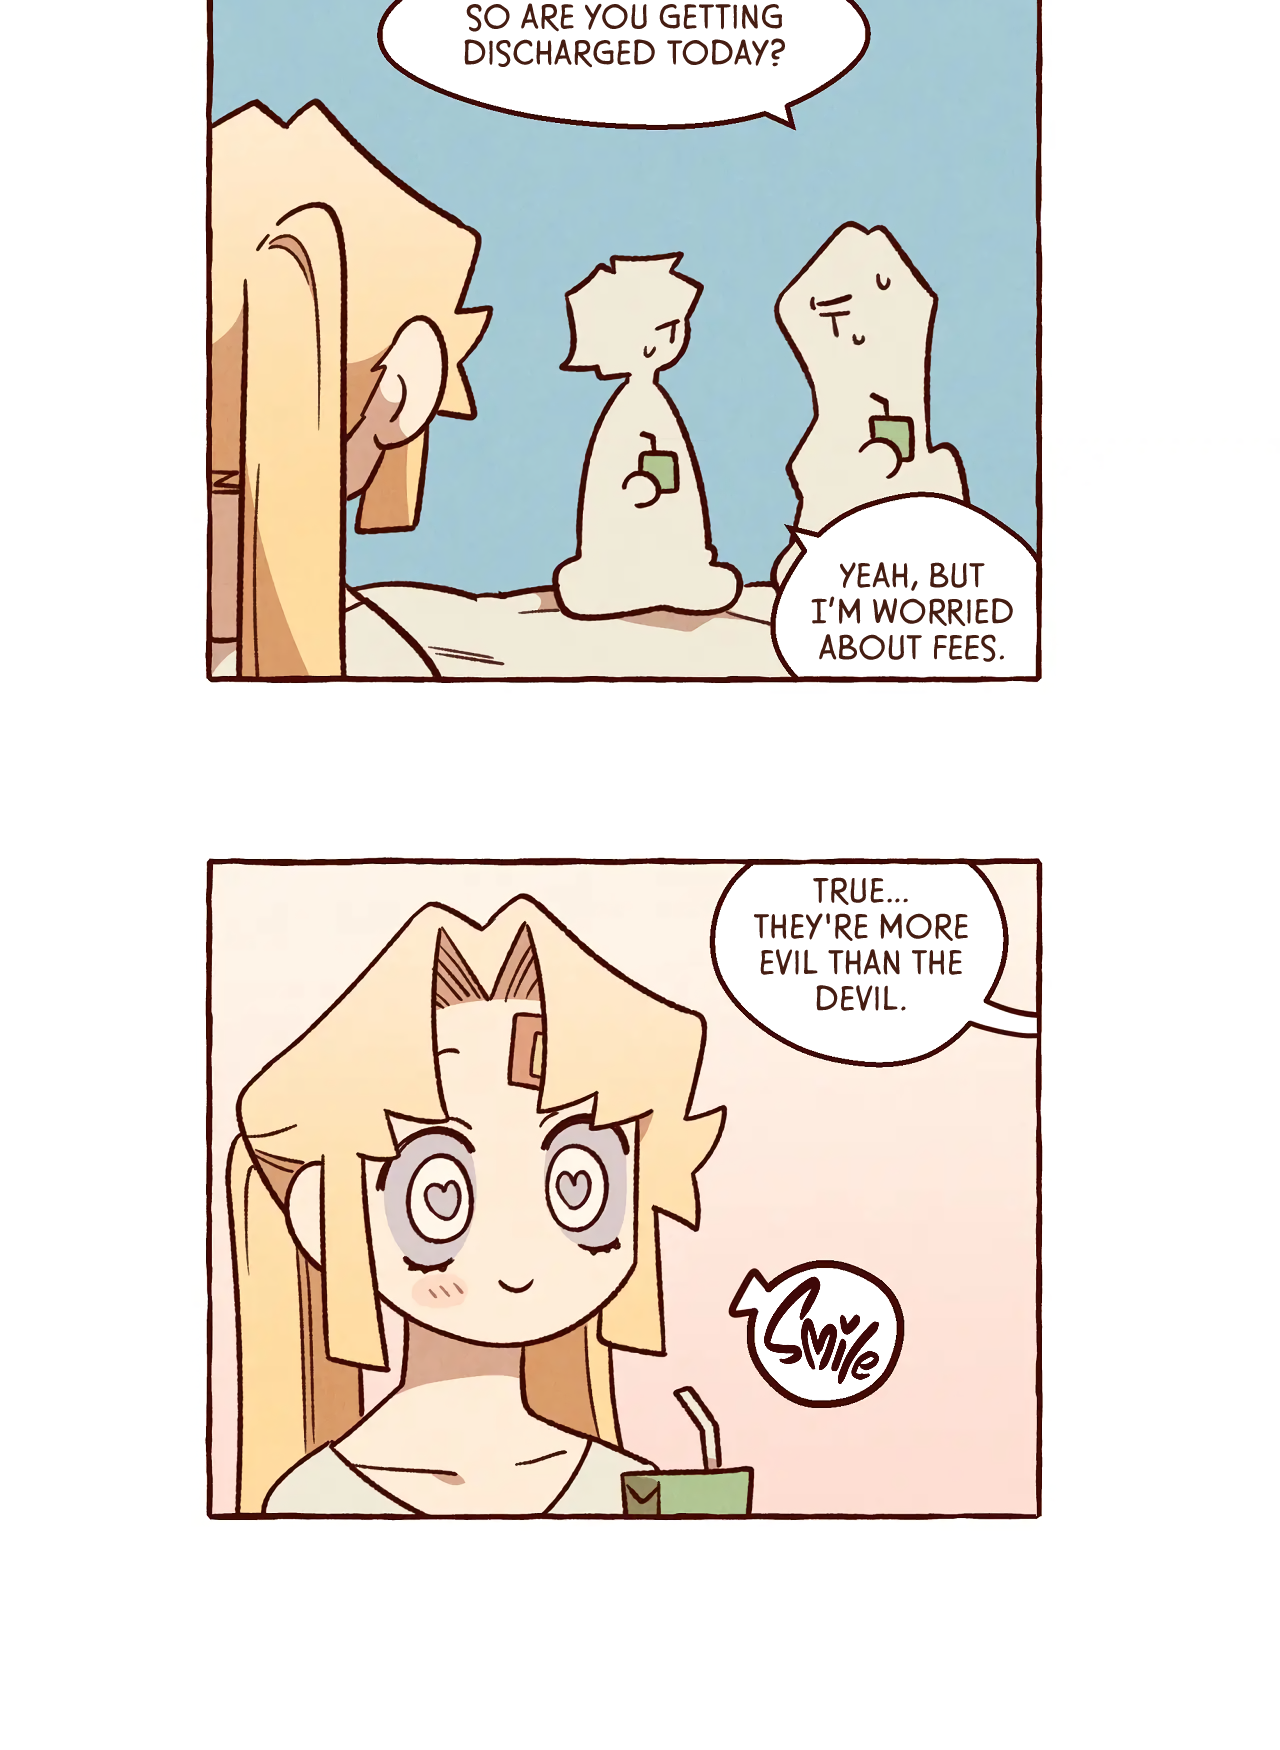 SO ARE YOU GETTING
DISCHARGED TODAY?
YEAH, BUT
I'M WORRIED
ABOUT FEES.
TRUE...
THEY'RE MORE
EVIL THAN THE
DEVIL.
SMile